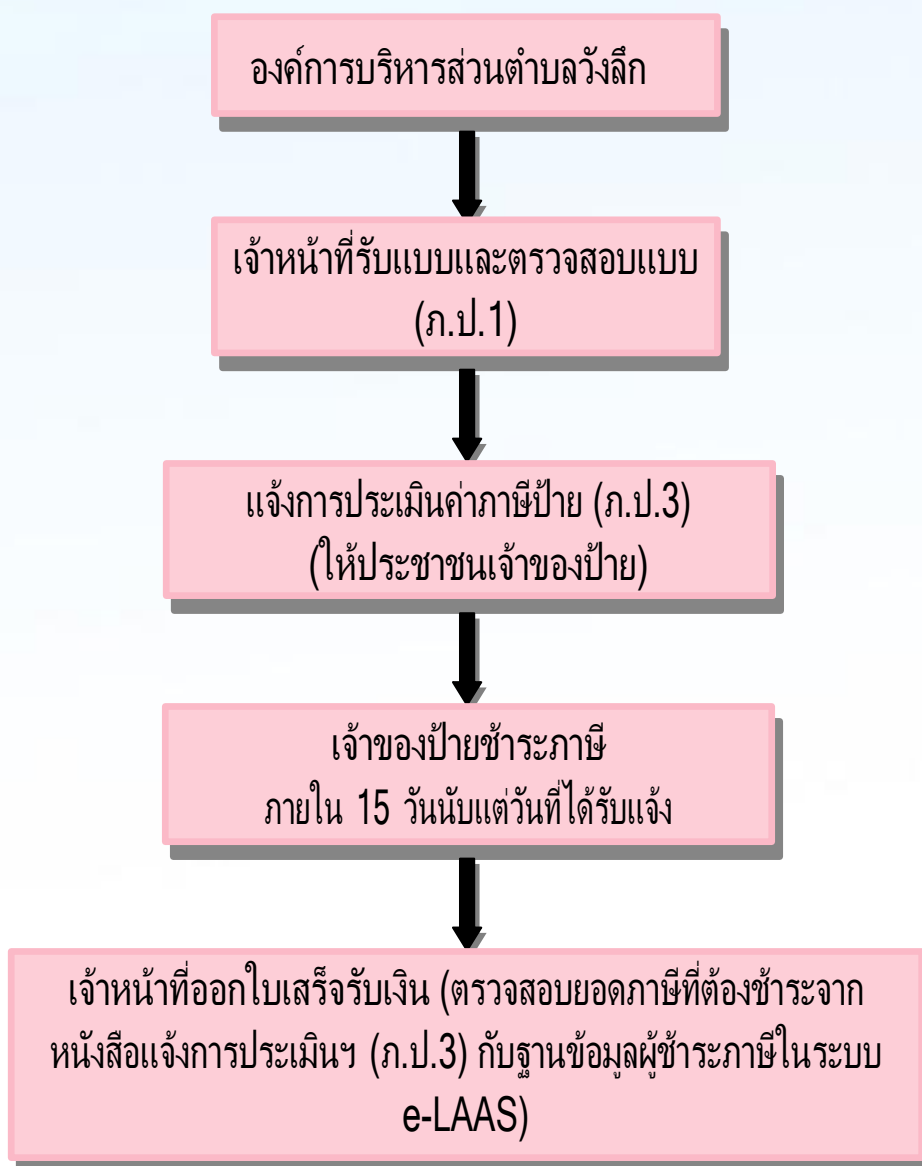 องค์การบริหารส่วนตำบลวังลึก
เจ้าหน้าที่รับแบบและตรวจสอบแบบ
(ภ.ป.1)
แจ้งการประเมินค่าภาษีป้าย (ภ.ป.3)
(ให้ประชาชนเจ้าของป้าย)
เจ้าของป้ายชำระภาษี
ภายใน 15 วันนับแต่วันที่ได้รับแจ้ง
เจ้าหน้าที่ออกใบเสร็จรับเงิน (ตรวจสอบยอดภาษีที่ต้องชำระจาก
หนังสือแจ้งการประเมินฯ (ภ.ป.3) กับฐานข้อมูลผู้ชำระภาษีในระบบ
e-LAAS)